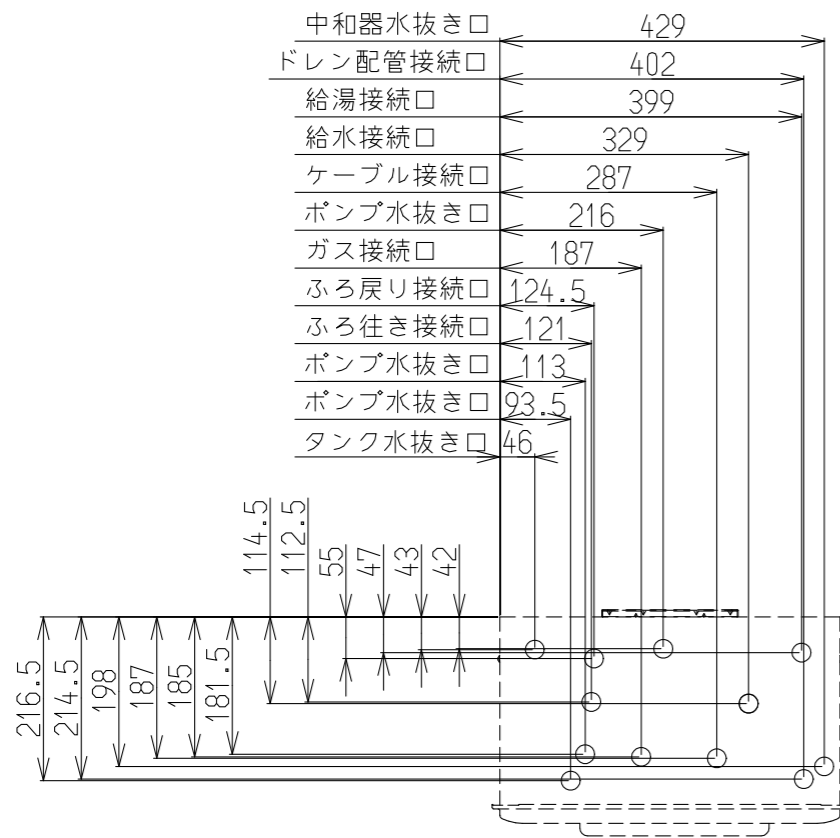 中和器水抜き口 429
ドレン配管接続口 402
給湯接続口 399
給水接続口 329
ケーブル接続口 287
ポンプ水抜き口 216
ガス接続口 187
ふろ戻り接続口 124.5
ふろ往き接続口 121
ポンプ水抜き口 113
ポンプ水抜き口 93.5
タンク水抜き口 46
114.5
112.5
55
47
43
42
216.5
214.5
198
187
185
181.5